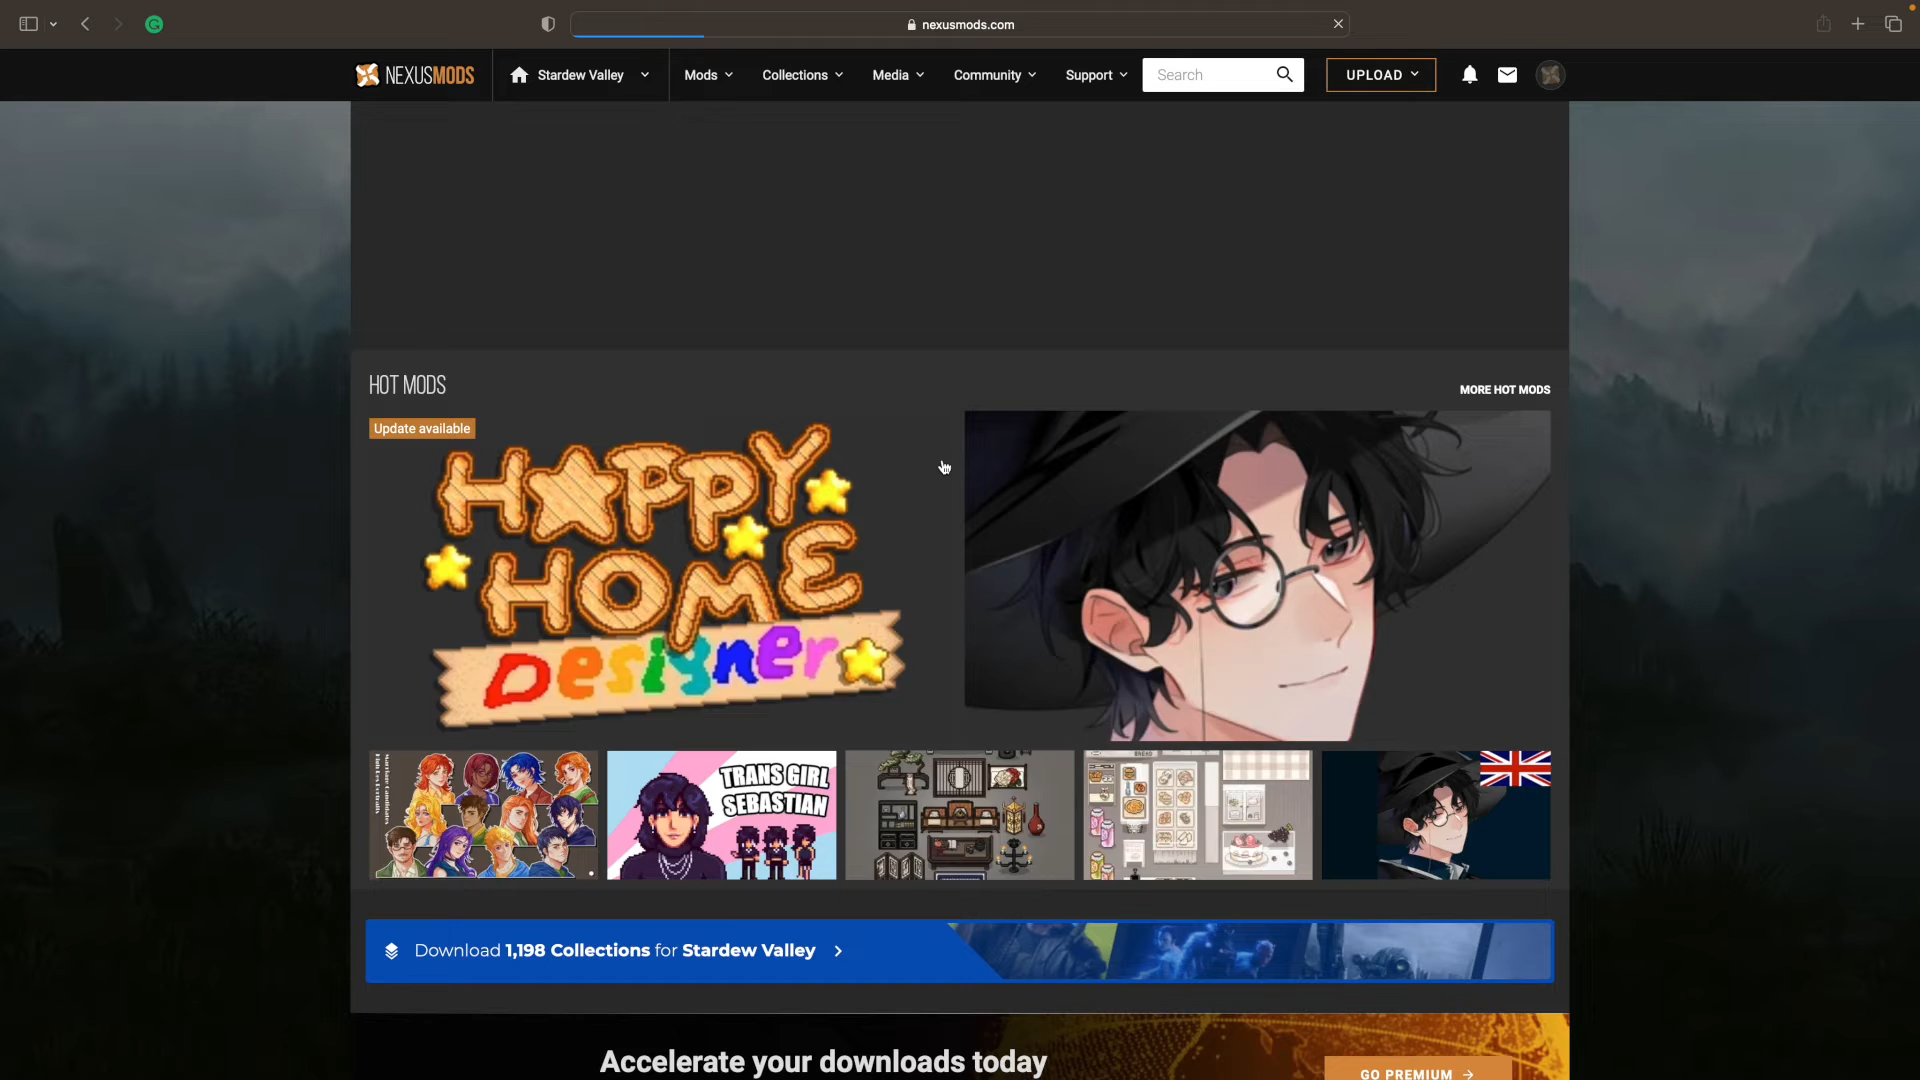 nexusmods.com
NEXUSMODS
Stardew Valley
Mods
Collections
Media
Community
Support
Search
UPLOAD
HOT MODS
MORE HOT MODS
Update available
HAPPY
HOME
Designer
TRANS GIRL
SEBASTIAN
Download 1,198 Collections for Stardew Valley
Accelerate your downloads today
GO PREMIUM